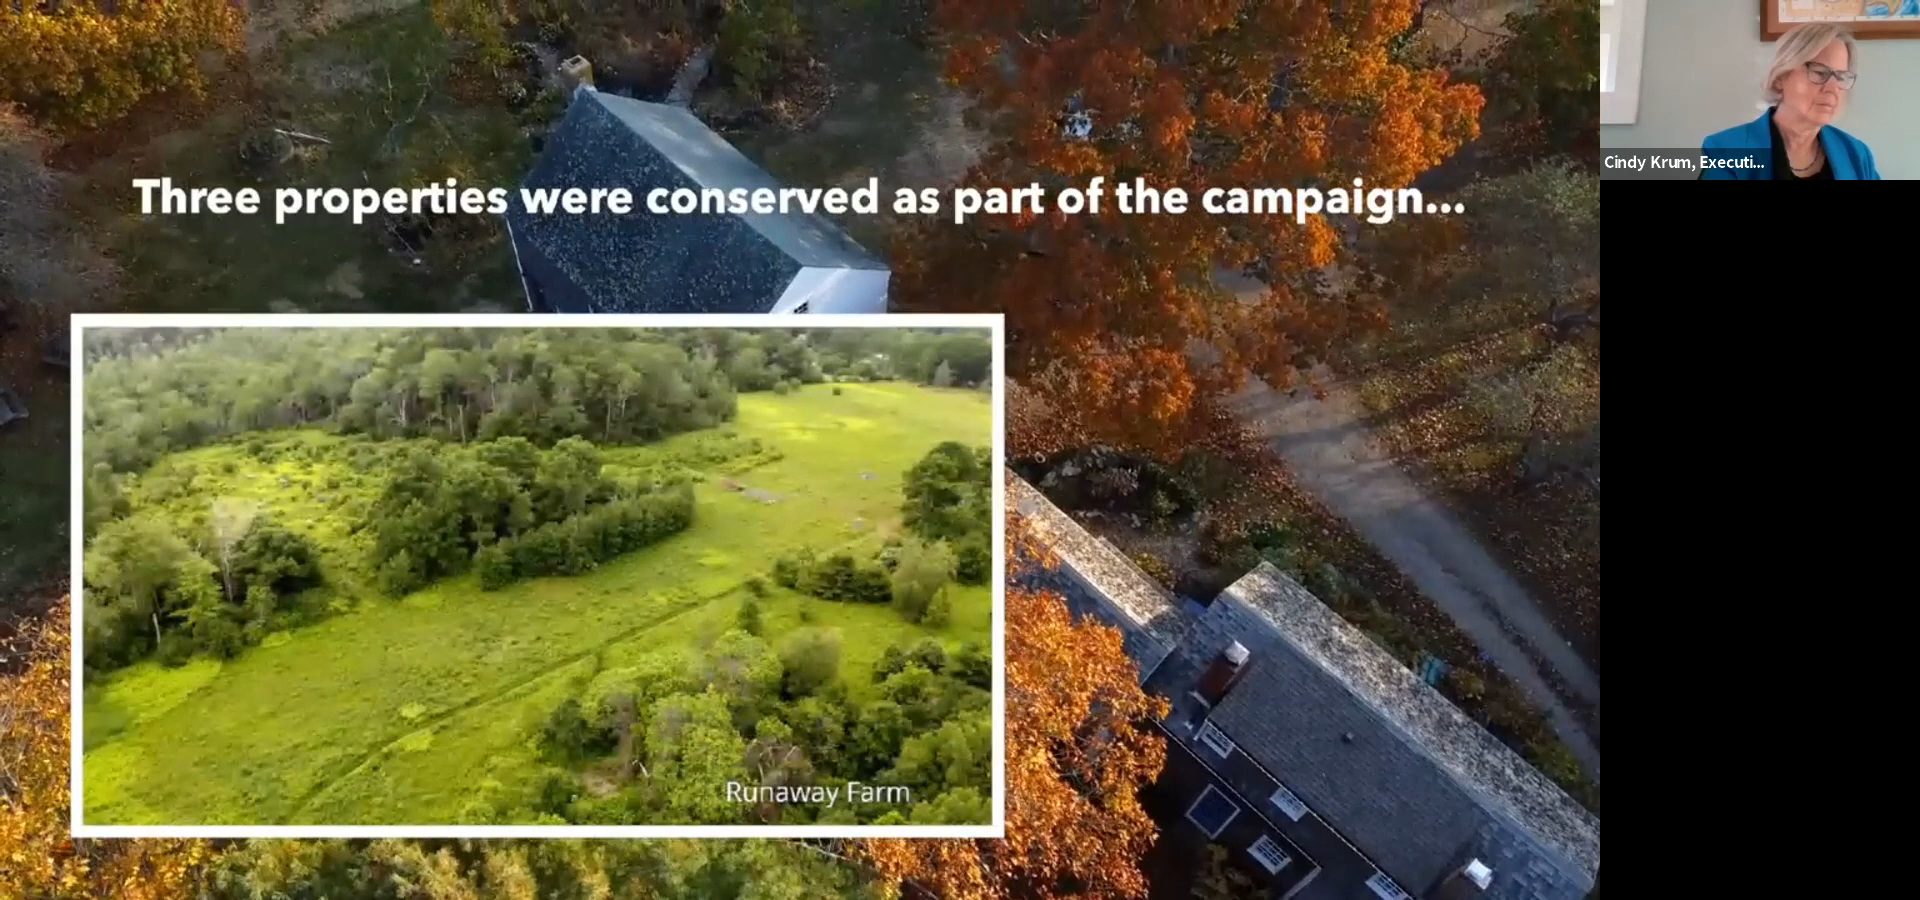 Three properties were conserved as part of the campaign...
Cindy Krum, Executi...
Runaway Farm